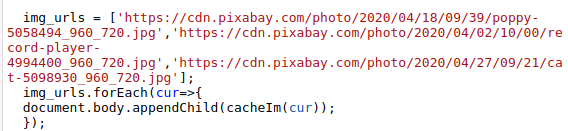 img_urls = ['https://cdn.pixabay.com/photo/2020/04/18/09/39/poppy-
5058494_960_720.jpg','https://cdn.pixabay.com/photo/2020/04/02/10/00/re
cord-player-
4994400_960_720.jpg','https://cdn.pixabay.com/photo/2020/04/27/09/21/ca
t-5098930_960_720.jpg'];
img_urls.forEach(cur=>{
document.body.appendChild(cacheIm(cur));
});